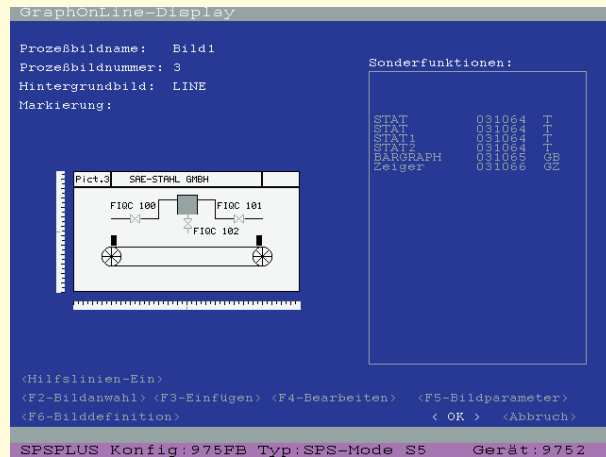 GraphOnLine-Display
Prozeßbildname: Bild1
Prozeßbildnummer: 3
Hintergrundbild: LINE
Markierung:
Sonderfunktionen:
STAT 031064 T
STAT 031064 T
STAT1 031064 T
STAT2 031064 T
BARGRAPH 031065 GB
Zeiger 031066 GZ
Pict.3 SAE-STAHL GMBH
FIQC 100 FIQC 101
FIQC 102
<Hilfslinien-Ein>
<F2-Bildanwahl> <F3-Einfügen> <F4-Bearbeiten> <F5-Bildparameter>
<F6-Bilddefinition> < OK > <Abbruch>
SPSPLUS Konfig:975FB Typ:SPS-Mode S5 Gerät:9752